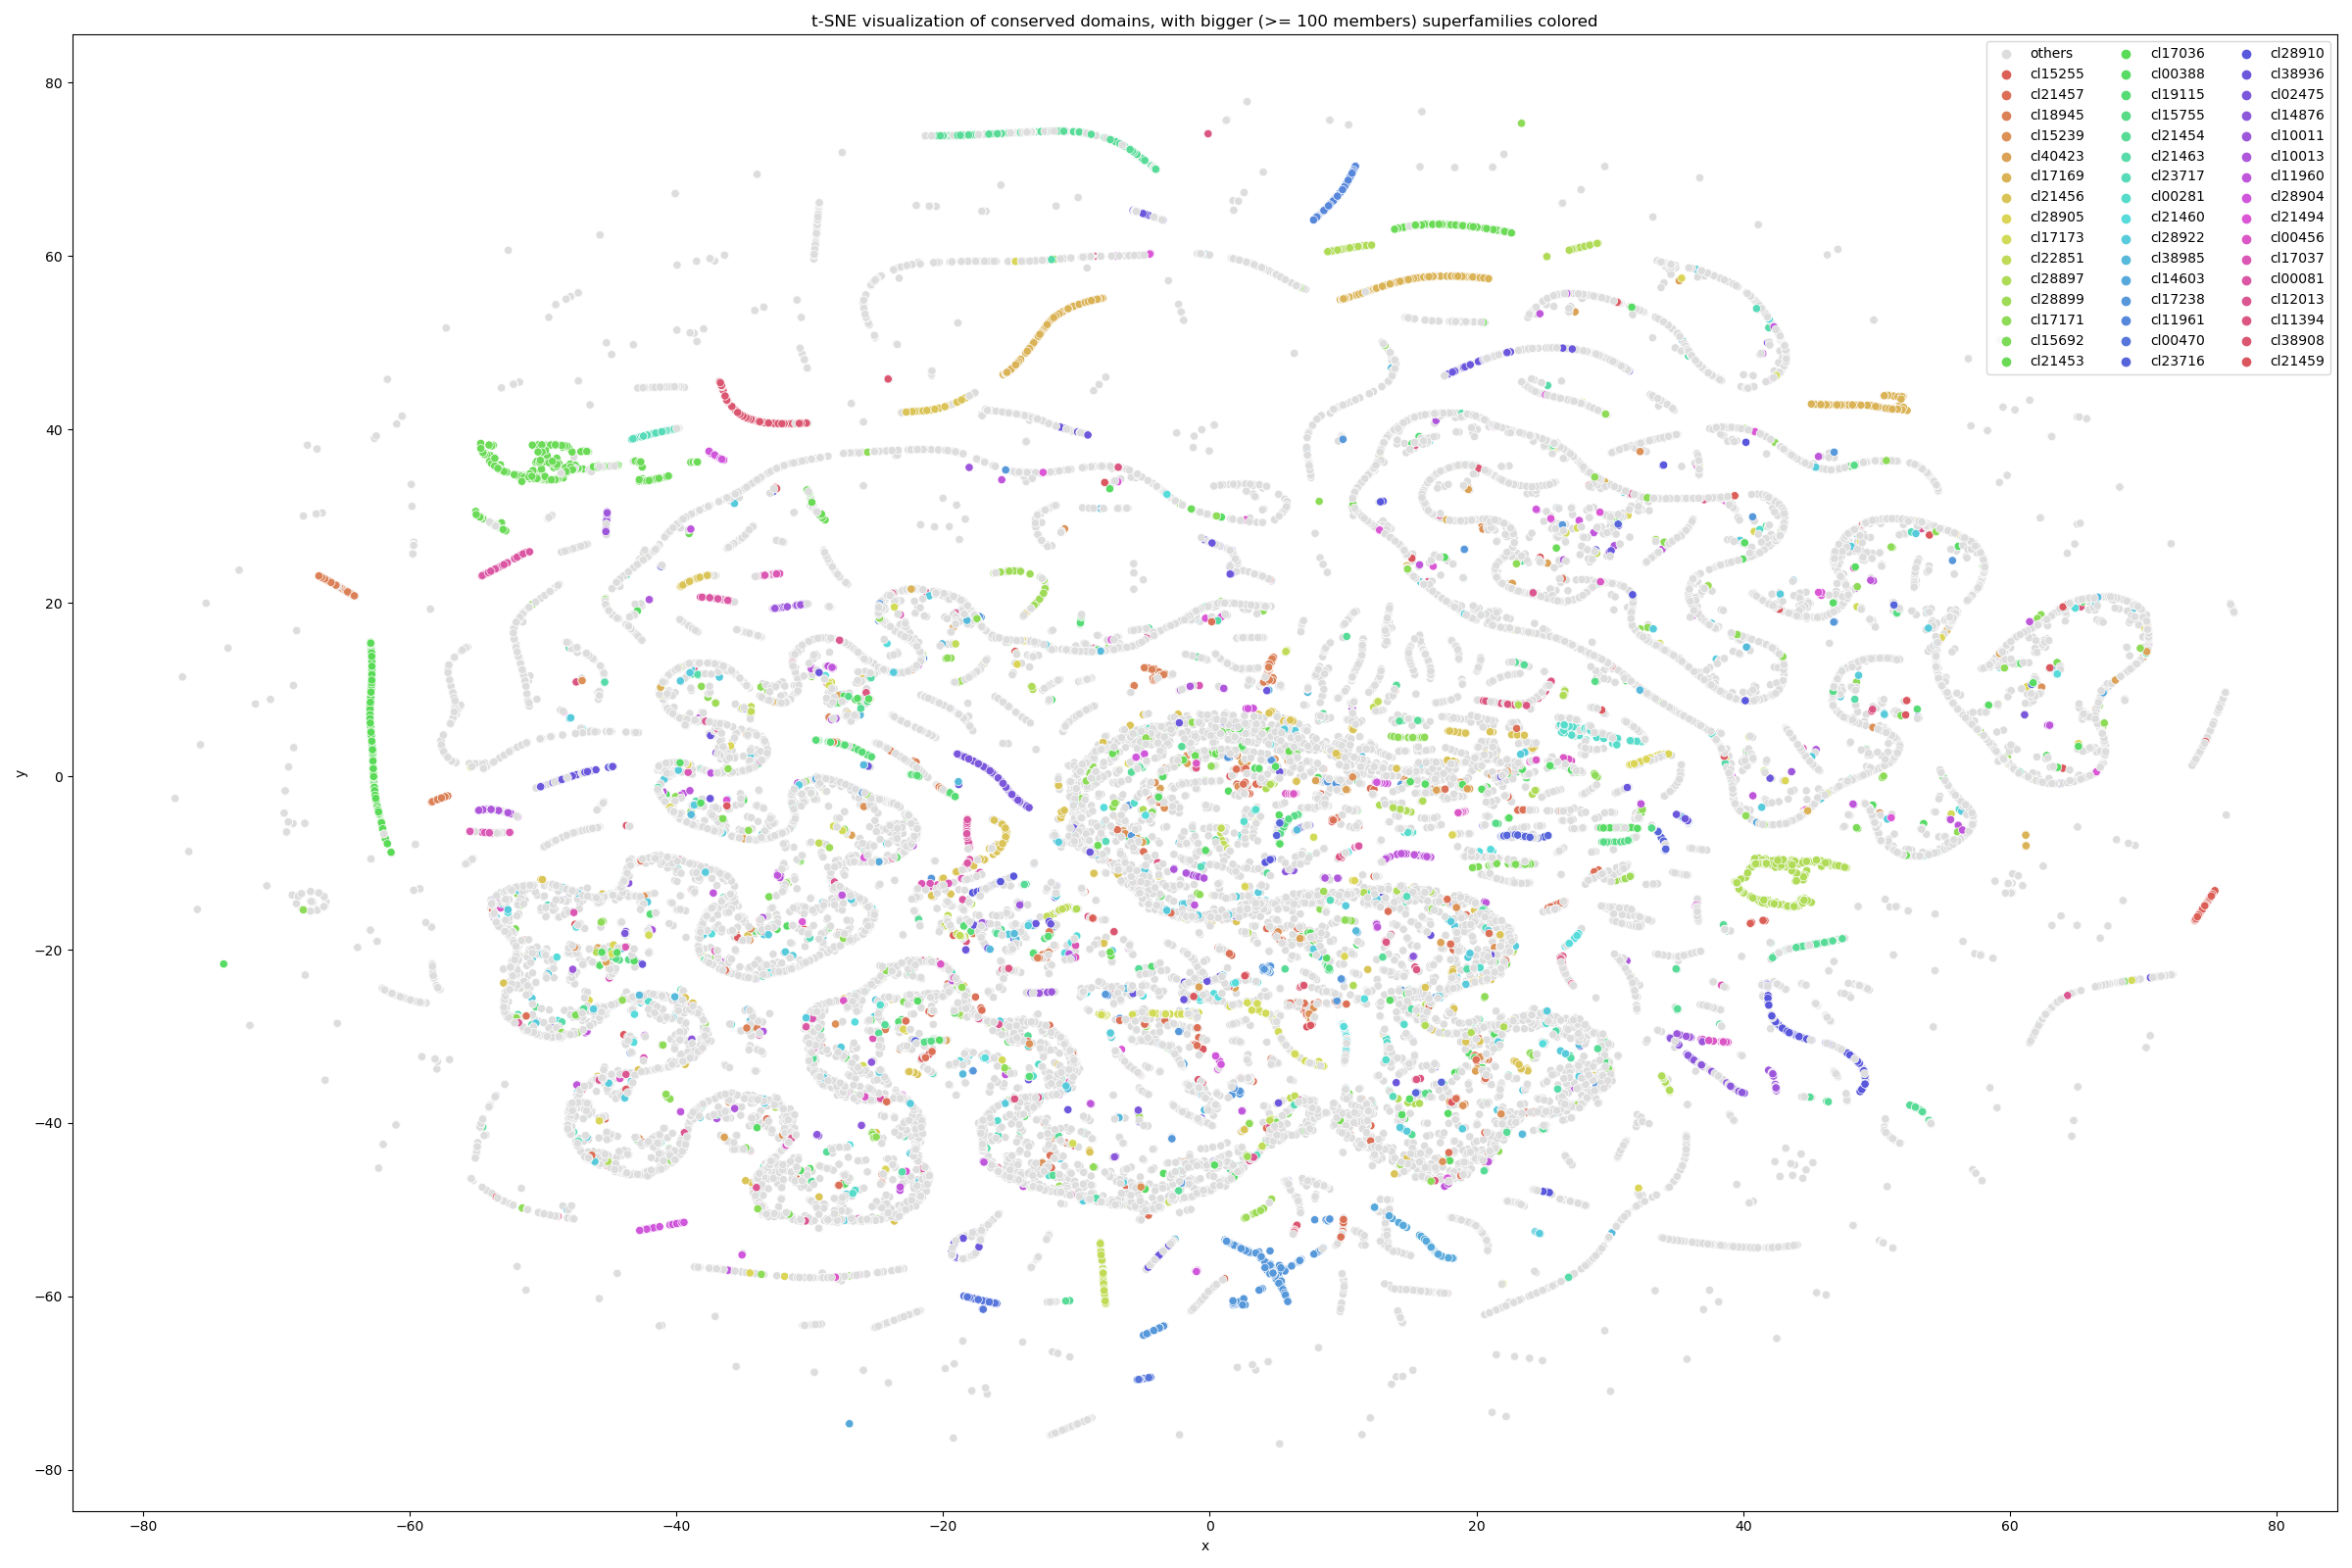 t-SNE visualization of conserved domains, with bigger (>= 100 members) superfamilies colored
others
cl15255
cl21457
cl18945
cl15239
cl40423
cl17169
cl21456
cl28905
cl17173
cl22851
cl28897
cl28899
cl17171
cl15692
cl21453
cl17036
cl00388
cl19115
cl15755
cl21454
cl21463
cl23717
cl00281
cl21460
cl28922
cl38985
cl14603
cl17238
cl11961
cl00470
cl23716
cl28910
cl38936
cl02475
cl14876
cl10011
cl10013
cl11960
cl28904
cl21494
cl00456
cl17037
cl00081
cl12013
cl11394
cl38908
cl21459
80
60
40
20
0
−20
−40
−60
−80
y
−80
−60
−40
−20
0
20
40
60
80
x